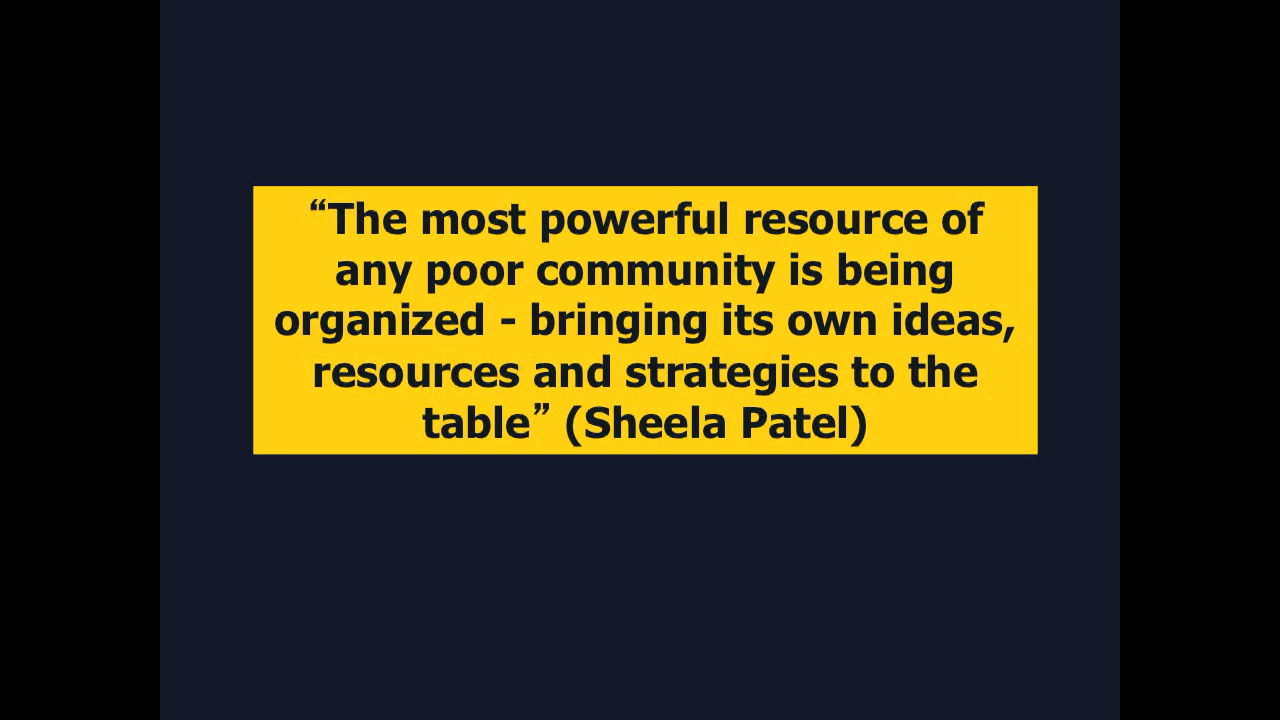 “The most powerful resource of
any poor community is being
organized - bringing its own ideas,
resources and strategies to the
table” (Sheela Patel)